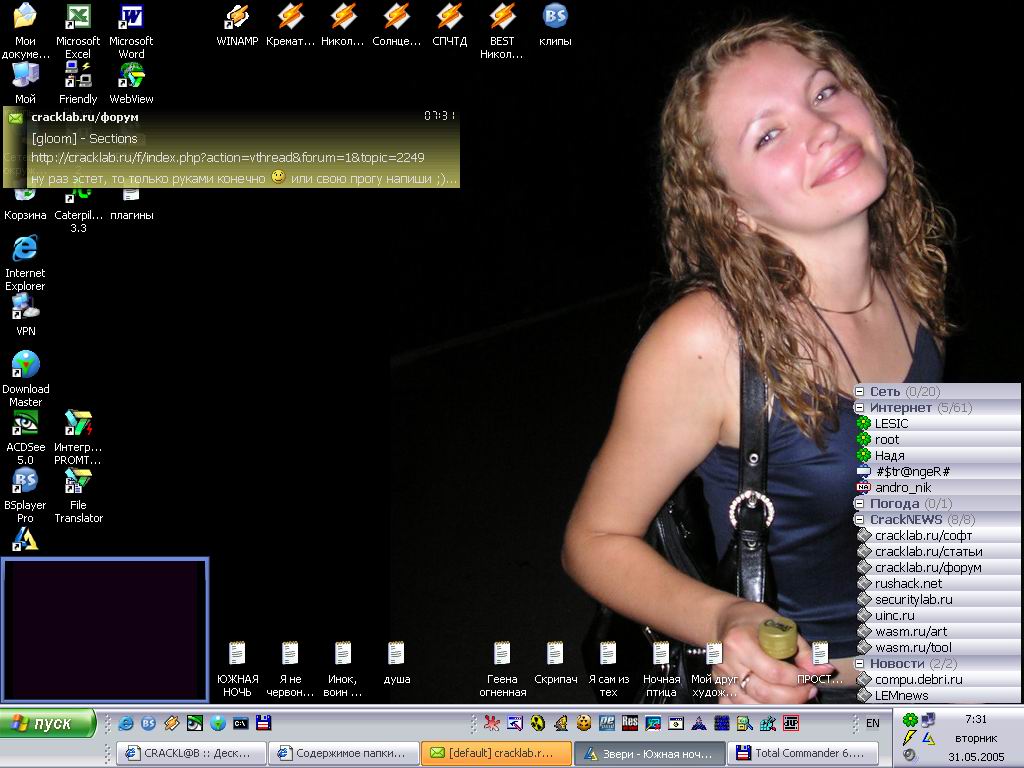 Мои докуме...
Microsoft Excel
Microsoft Word
WINAMP
Кремат...
Никол...
Солнце...
СПЧТД
BEST Никол...
клипы
Мой
Friendly
WebView
cracklab.ru/форум 07:31
[gloom] - Sections
http://cracklab.ru/f/index.php?action=vthread&forum=1&topic=2249
ну раз эстет, то только руками конечно или свою прогу напиши ;)...
Корзина
Caterpil... 3.3
плагины
Internet Explorer
VPN
Download Master
ACDSee 5.0
Интегр... PROMT...
BSplayer Pro
File Translator
Сеть (0/20)
Интернет (5/61)
LESIC
root
Надя
#$tr@ngeR#
andro_nik
Погода (0/1)
CrackNEWS (8/8)
cracklab.ru/софт
cracklab.ru/статьи
cracklab.ru/форум
rushack.net
securitylab.ru
uinc.ru
wasm.ru/art
wasm.ru/tool
Новости (2/2)
compu.debri.ru
LEMnews
ЮЖНАЯ НОЧЬ
Я не червон...
Инок, воин ...
душа
Геена огненная
Скрипач
Я сам из тех
Ночная птица
Мой друг худож...
ПРОСТ...
пуск
EN
7:31
вторник
31.05.2005
CRACKL@B :: Деск...
Содержимое папки...
[default] cracklab.r...
Звери - Южная ноч...
Total Commander 6....